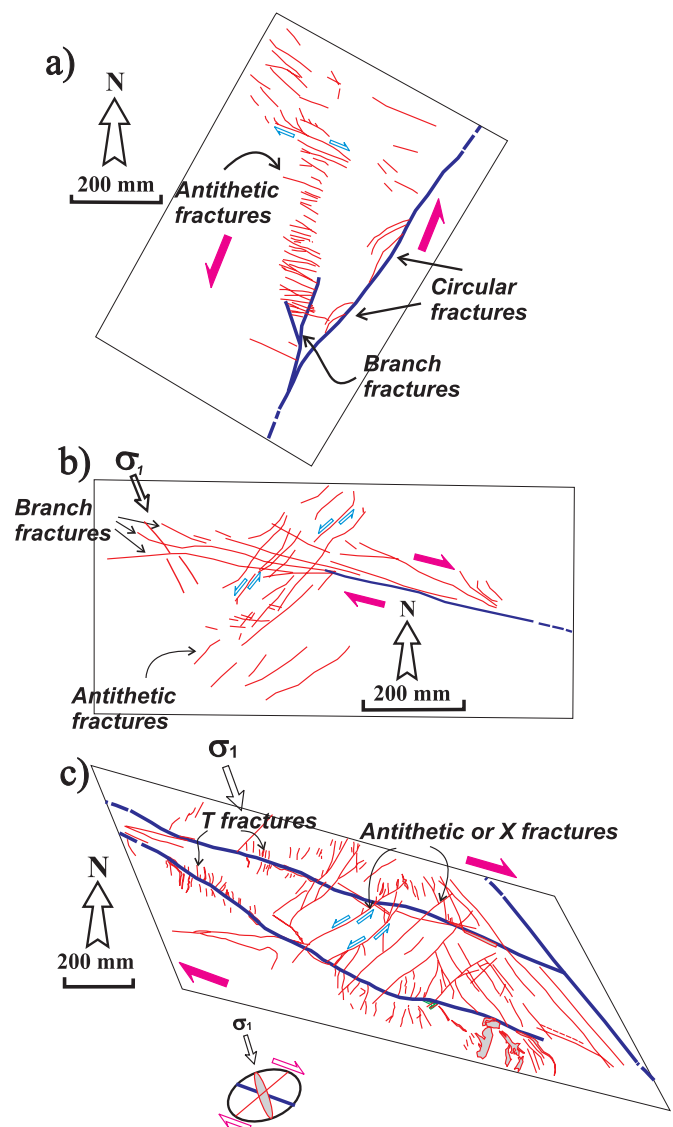 a)
N
200 mm
Antithetic
fractures
Circular
fractures
Branch
fractures
b)
σ1
Branch
fractures
N
200 mm
Antithetic
fractures
c)
σ1
T fractures
Antithetic or X fractures
N
200 mm
σ1